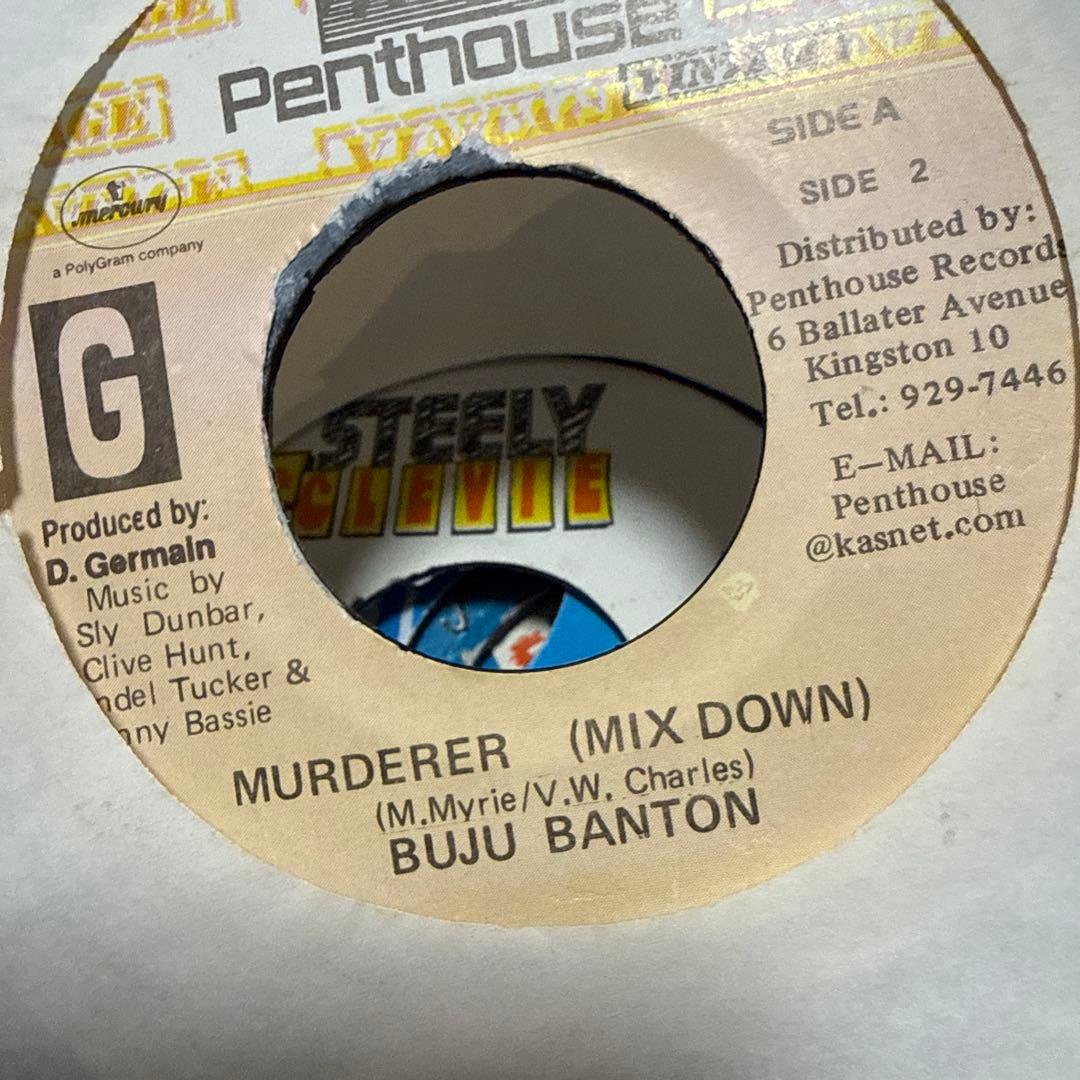 Penthouse
SIDE A
SIDE 2
mercury
a PolyGram company
G
Distributed by:
Penthouse Records
6 Ballater Avenue
Kingston 10
Tel.: 929-7446
E-MAIL:
Penthouse
@kasnet.com
STEELY
CLEVIE
Produced by:
D. Germain
Music by
Sly Dunbar,
Clive Hunt,
ndel Tucker &
nny Bassie
MURDERER (MIX DOWN)
(M.Myrie/V.W. Charles)
BUJU BANTON